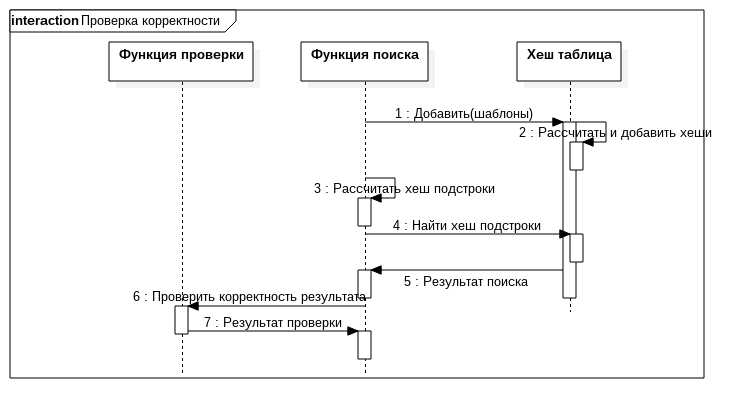 interaction Проверка корректности
Функция проверки
Функция поиска
Хеш таблица
1 : Добавить(шаблоны)
2 : Рассчитать и добавить хеши
3 : Рассчитать хеш подстроки
4 : Найти хеш подстроки
5 : Результат поиска
6 : Проверить корректность результата
7 : Результат проверки